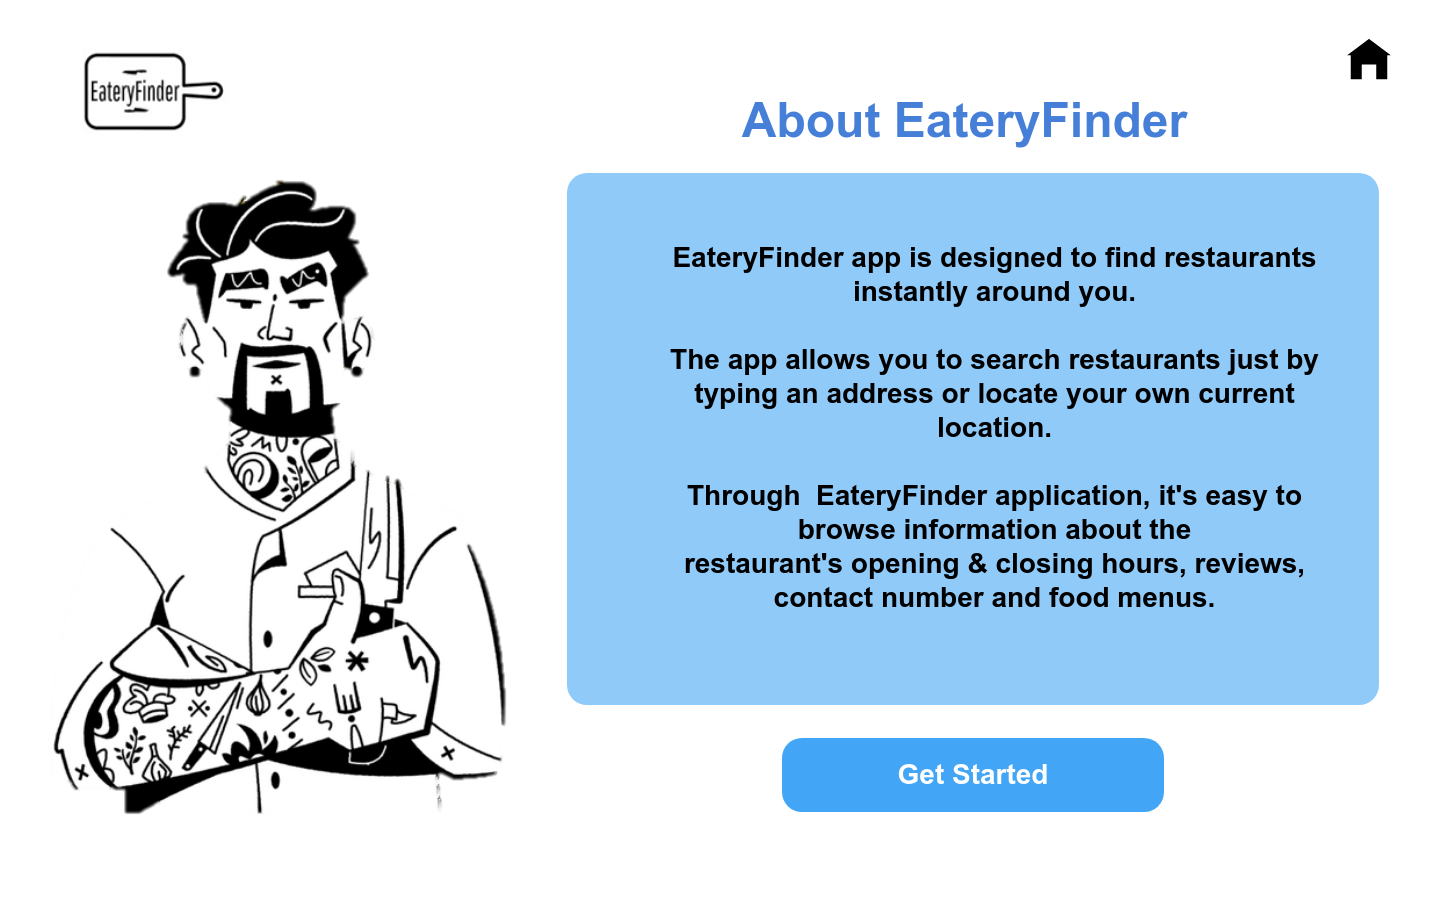 EateryFinder
About EateryFinder
EateryFinder app is designed to find restaurants
instantly around you.
The app allows you to search restaurants just by
typing an address or locate your own current
location.
Through  EateryFinder application, it's easy to
browse information about the
restaurant's opening & closing hours, reviews,
contact number and food menus.
Get Started